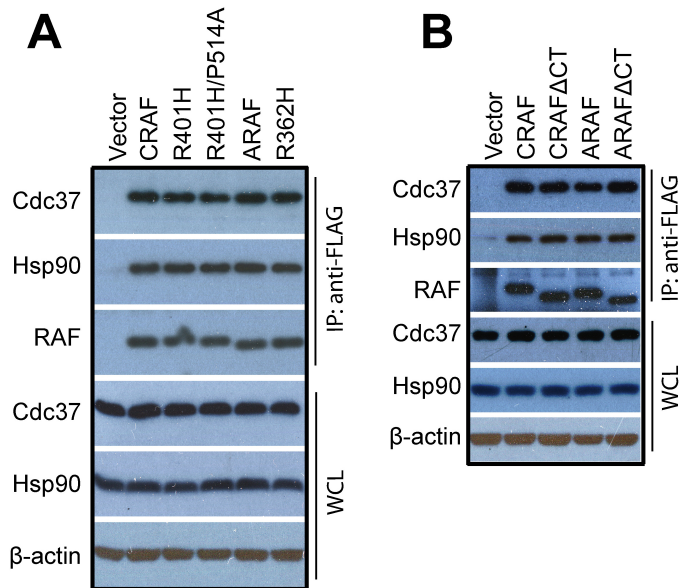 A
Vector
CRAF
R401H
R401H/P514A
ARAF
R362H
Cdc37
Hsp90
RAF
Cdc37
Hsp90
β-actin
IP: anti-FLAG
WCL
B
Vector
CRAF
CRAFΔCT
ARAF
ARAFΔCT
Cdc37
Hsp90
RAF
Cdc37
Hsp90
β-actin
IP: anti-FLAG
WCL